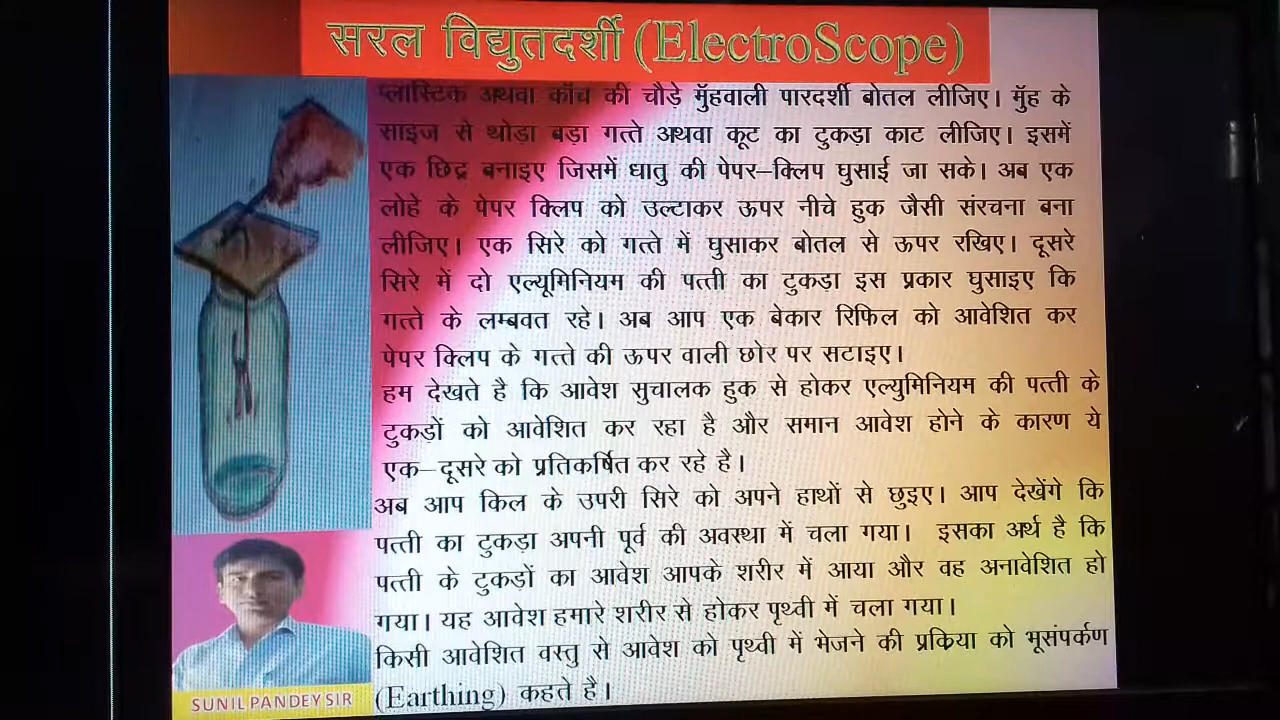 सरल विद्युतदर्शी (ElectroScope)
प्लास्टिक अथवा काँच की चौड़े मुँहवाली पारदर्शी बोतल लीजिए। मुँह के
साइज से थोड़ा बड़ा गत्ते अथवा कूट का टुकड़ा काट लीजिए। इसमें
एक छिद्र बनाइए जिसमें धातु की पेपर–क्लिप घुसाई जा सके। अब एक
लोहे के पेपर क्लिप को उल्टाकर ऊपर नीचे हुक जैसी संरचना बना
लीजिए। एक सिरे को गत्ते में घुसाकर बोतल से ऊपर रखिए। दूसरे
सिरे में दो एल्यूमिनियम की पत्ती का टुकड़ा इस प्रकार घुसाइए कि
गत्ते के लम्बवत रहे। अब आप एक बेकार रिफिल को आवेशित कर
पेपर क्लिप के गत्ते की ऊपर वाली छोर पर सटाइए।
हम देखते है कि आवेश सुचालक हुक से होकर एल्युमिनियम की पत्ती के
टुकड़ों को आवेशित कर रहा है और समान आवेश होने के कारण ये
एक–दूसरे को प्रतिकर्षित कर रहे है।
अब आप किल के उपरी सिरे को अपने हाथों से छुइए। आप देखेंगे कि
पत्ती का टुकड़ा अपनी पूर्व की अवस्था में चला गया। इसका अर्थ है कि
पत्ती के टुकड़ों का आवेश आपके शरीर में आया और वह अनावेशित हो
गया। यह आवेश हमारे शरीर से होकर पृथ्वी में चला गया।
किसी आवेशित वस्तु से आवेश को पृथ्वी में भेजने की प्रकिया को भूसंपर्कण
(Earthing) कहते है।
SUNIL PANDEY SIR